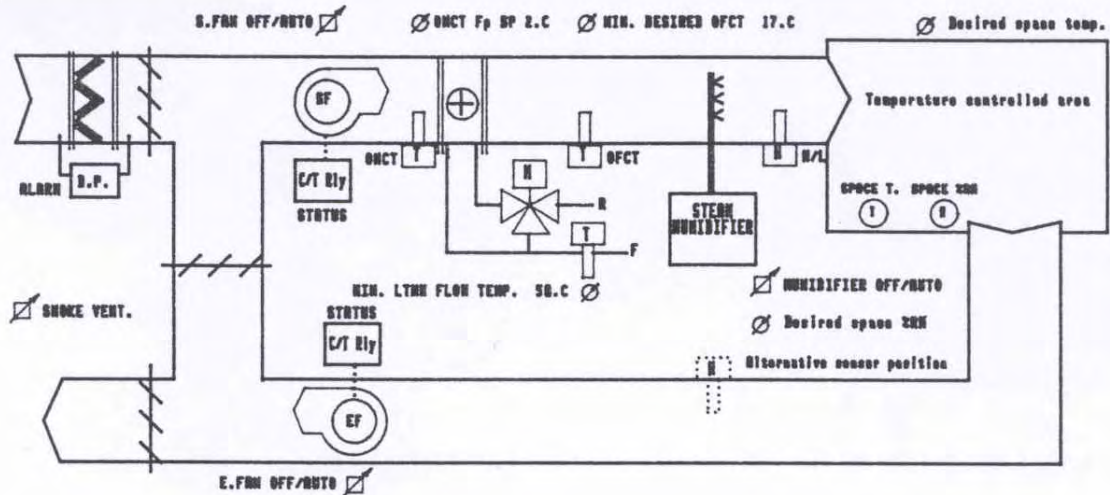 S.FAN OFF/AUTO
ONCT Fp SP 2.C
MIN. DESIRED OFCT 17.C
Desired space temp.
SF
Temperature controlled area
T
ONCT
T
OFCT
H
H/L
ALARM
D.P.
C/T Rly
STATUS
M
R
STEAM
HUMIDIFIER
SPACE T.
SPACE %RH
T
H
T
F
MIN. LTHW FLOW TEMP. 50.C
HUMIDIFIER OFF/AUTO
SMOKE VENT.
STATUS
C/T Rly
Desired space %RH
H
Alternative sensor position
EF
E.FAN OFF/AUTO